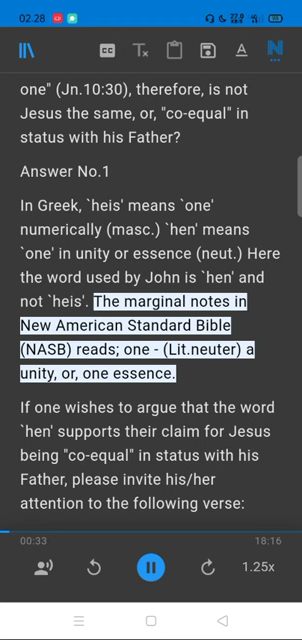 02.28
77.9
KB/S
CC
one" (Jn.10:30), therefore, is not
Jesus the same, or, "co-equal" in
status with his Father?
Answer No.1
In Greek, `heis' means `one'
numerically (masc.) `hen' means
`one' in unity or essence (neut.) Here
the word used by John is `hen' and
not `heis'. The marginal notes in
New American Standard Bible
(NASB) reads; one - (Lit.neuter) a
unity, or, one essence.
If one wishes to argue that the word
`hen' supports their claim for Jesus
being "co-equal" in status with his
Father, please invite his/her
attention to the following verse:
00:33
18:16
1.25x